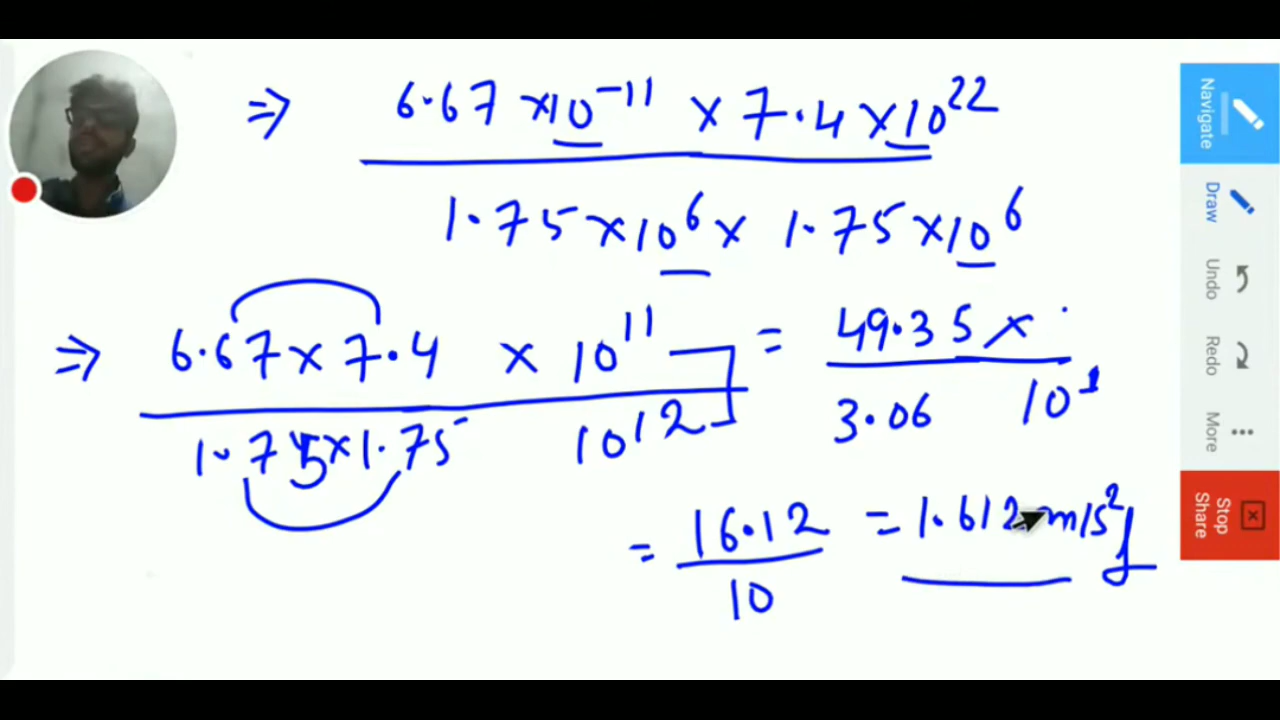 ⇒ 6.67 ×10⁻¹¹ × 7.4 ×10²²
1.75 ×10⁶ × 1.75 ×10⁶
⇒ 6.67 × 7.4 × 10¹¹ = 49.35 ×
1.75 × 1.75 10¹² 3.06 10¹
= 16.12 = 1.612 m/s²
10
Navigate
Draw
Undo
Redo
More
Stop
Share